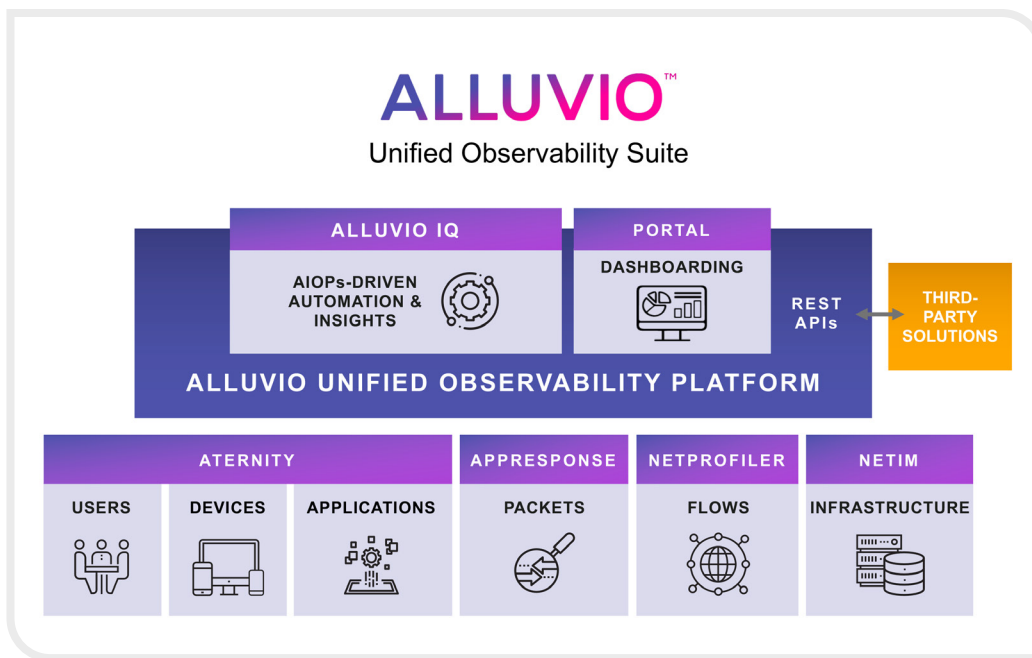 ALLUVIO™
Unified Observability Suite
ALLUVIO IQ
AIOPs-DRIVEN
AUTOMATION &
INSIGHTS
PORTAL
DASHBOARDING
REST
APIs
THIRD-
PARTY
SOLUTIONS
ALLUVIO UNIFIED OBSERVABILITY PLATFORM
ATERNITY
USERS
DEVICES
APPLICATIONS
APPRESPONSE
PACKETS
NETPROFILER
FLOWS
NETIM
INFRASTRUCTURE